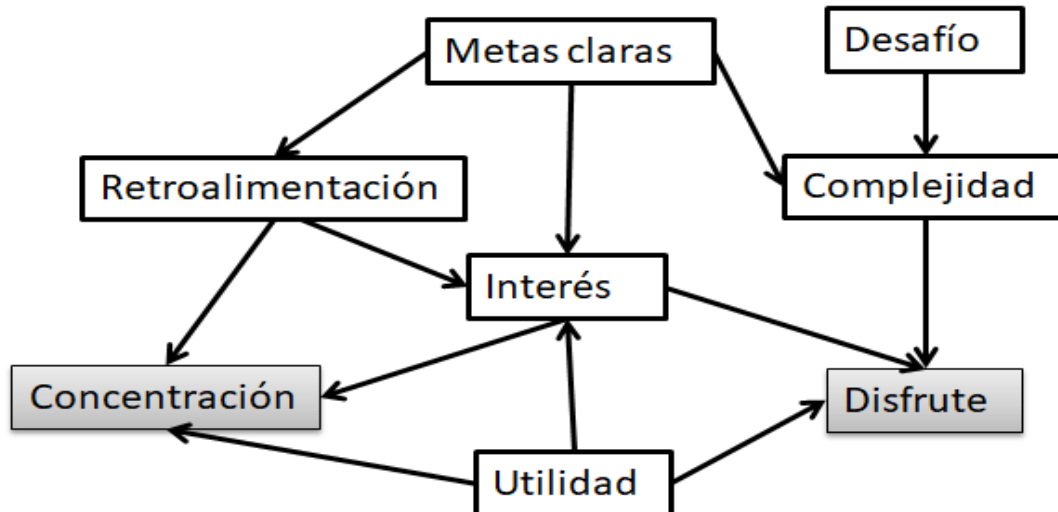 Metas claras
Desafío
Retroalimentación
Complejidad
Interés
Concentración
Disfrute
Utilidad